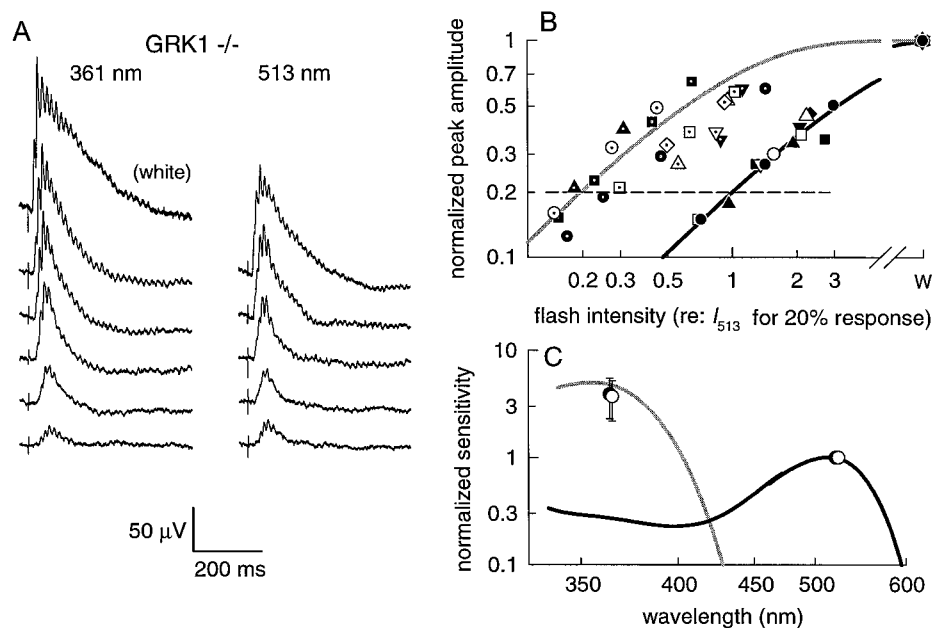 A
GRK1 -/-
361 nm
513 nm
(white)
50 μV
200 ms
B
normalized peak amplitude
1
0.7
0.5
0.3
0.2
0.1
0.2 0.3 0.5 1 2 3 W
flash intensity (re: I513 for 20% response)
C
normalized sensitivity
10
3
1
0.3
0.1
350 400 500 600
wavelength (nm)